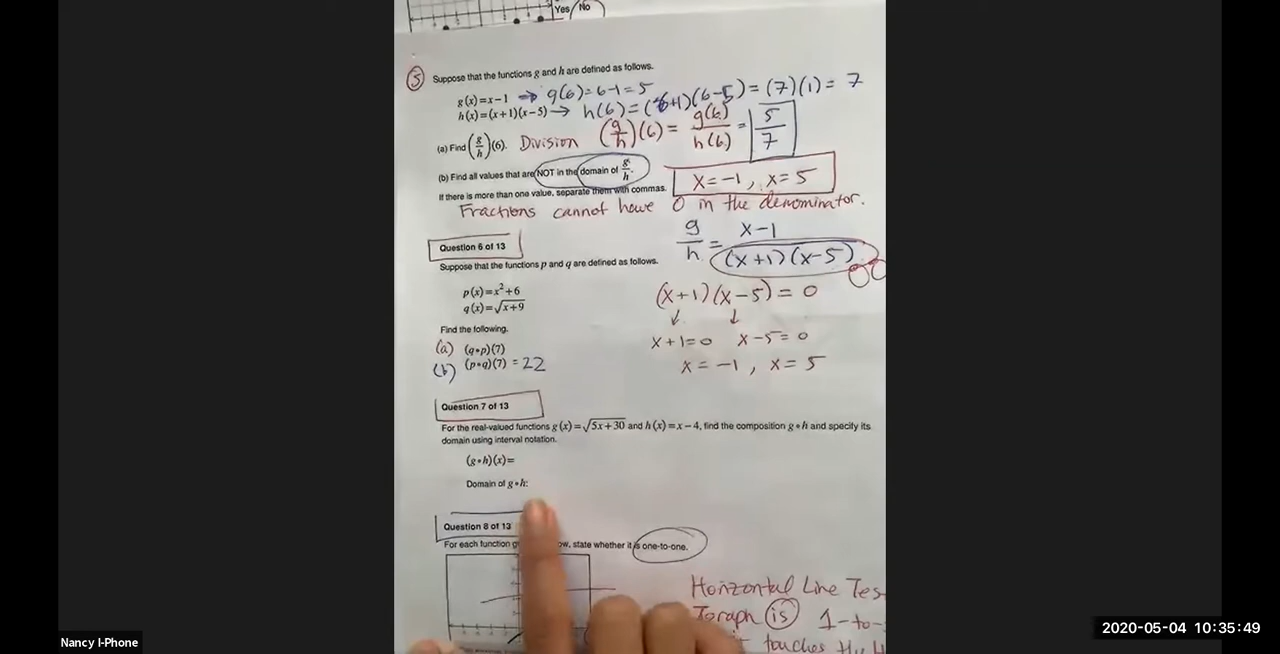 Yes/No
5 Suppose that the functions g and h are defined as follows.
g(x)=x−1 → g(6)=6−1=5
h(x)=(x+1)(x−5) → h(6)=(6+1)(6−5)=(7)(1)=7
(a) Find (g/h)(6). Division (g/h)(6) = g(6)/h(6) = 5/7
(b) Find all values that are NOT in the domain of g/h.
If there is more than one value, separate them with commas.
x=−1, x=5
Fractions cannot have 0 in the denominator.
g/h = x−1/(x+1)(x−5)
(x+1)(x−5)=0
x+1=0 x−5=0
x=−1, x=5
Question 6 of 13
Suppose that the functions p and q are defined as follows.
p(x)=x²+6
q(x)=√x+9
Find the following.
(a) (q∘p)(7)
(b) (p∘q)(7) =22
Question 7 of 13
For the real-valued functions g(x)=√5x+30 and h(x)=x−4, find the composition g∘h and specify its
domain using interval notation.
(g∘h)(x)=
Domain of g∘h:
Question 8 of 13
For each function state whether it is one-to-one.
Horizontal Line
graph is 1-to-
touches
Nancy I-Phone
2020-05-04 10:35:49